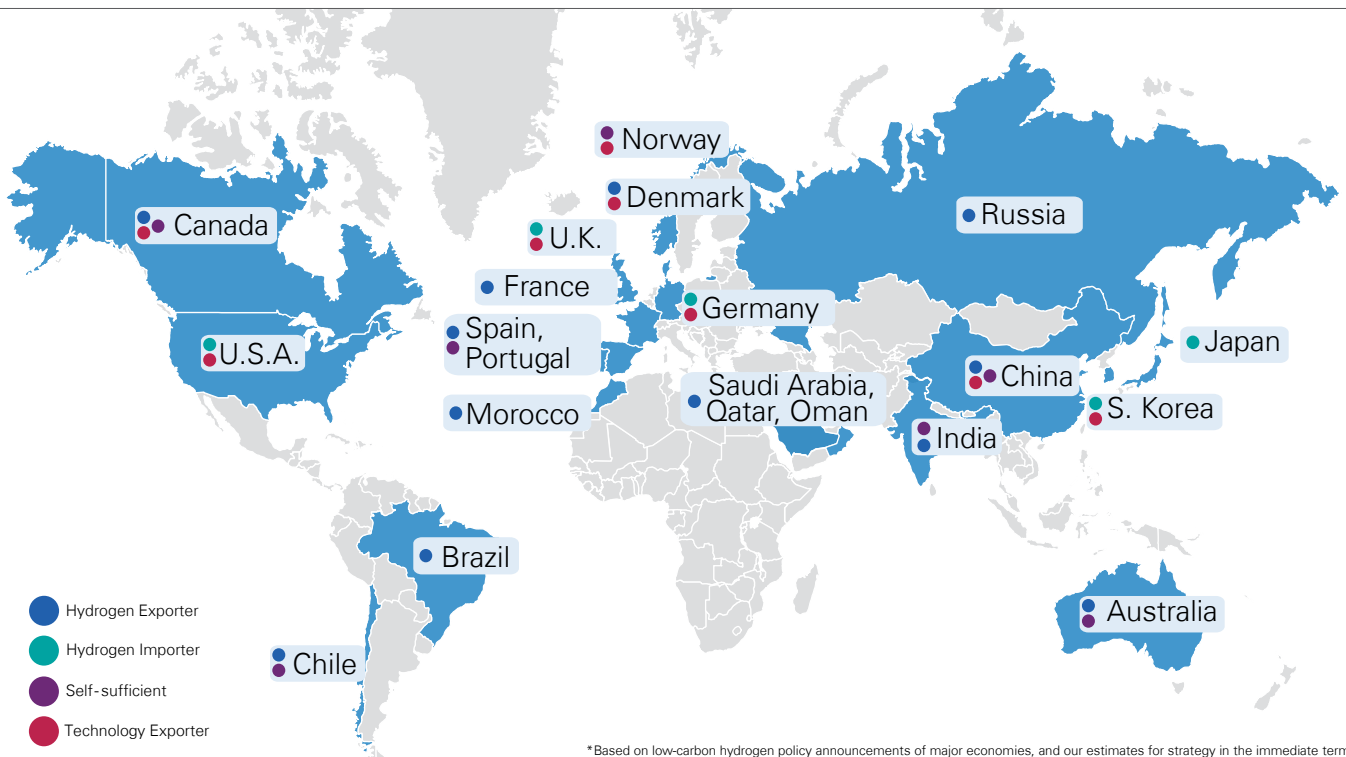 Norway
Denmark
Canada
Russia
U.K.
France
Germany
Spain,
Portugal
U.S.A.
Japan
China
Saudi Arabia,
Qatar, Oman
Morocco
S. Korea
India
Brazil
Australia
Chile
Hydrogen Exporter
Hydrogen Importer
Self-sufficient
Technology Exporter
*Based on low-carbon hydrogen policy announcements of major economies, and our estimates for strategy in the immediate term